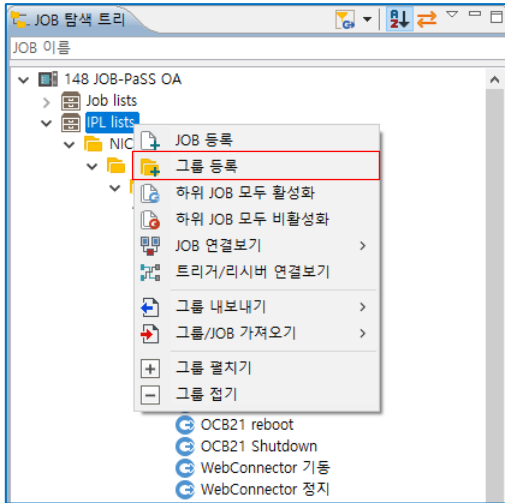 JOB 탐색 트리
JOB 이름
148 JOB-PaSS OA
Job lists
IPL lists
NIC
JOB 등록
그룹 등록
하위 JOB 모두 활성화
하위 JOB 모두 비활성화
JOB 연결보기
트리거/리시버 연결보기
그룹 내보내기
그룹/JOB 가져오기
그룹 펼치기
그룹 접기
OCB21 reboot
OCB21 Shutdown
WebConnector 기동
WebConnector 정지